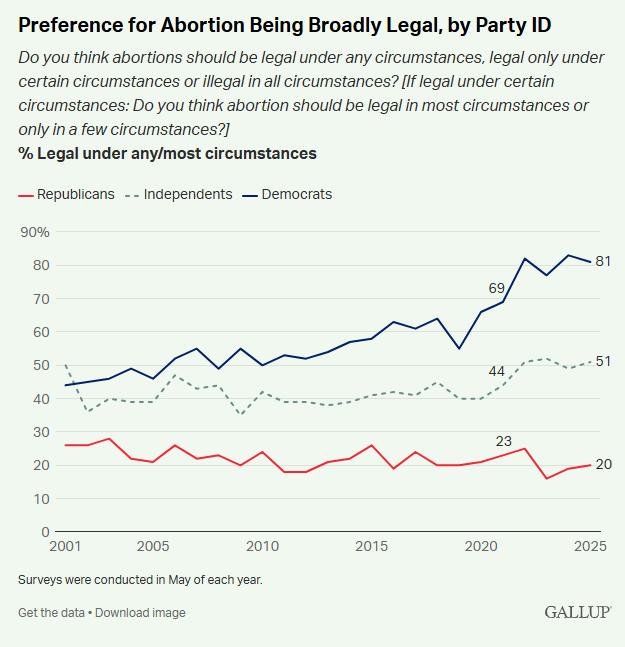 Preference for Abortion Being Broadly Legal, by Party ID
Do you think abortions should be legal under any circumstances, legal only under
certain circumstances or illegal in all circumstances? [If legal under certain
circumstances: Do you think abortion should be legal in most circumstances or
only in a few circumstances?]
% Legal under any/most circumstances
Republicans Independents Democrats
90%
80
81
70
69
60
50
51
44
40
30
23
20
20
10
0
2001 2005 2010 2015 2020 2025
Surveys were conducted in May of each year.
Get the data • Download image
GALLUP®